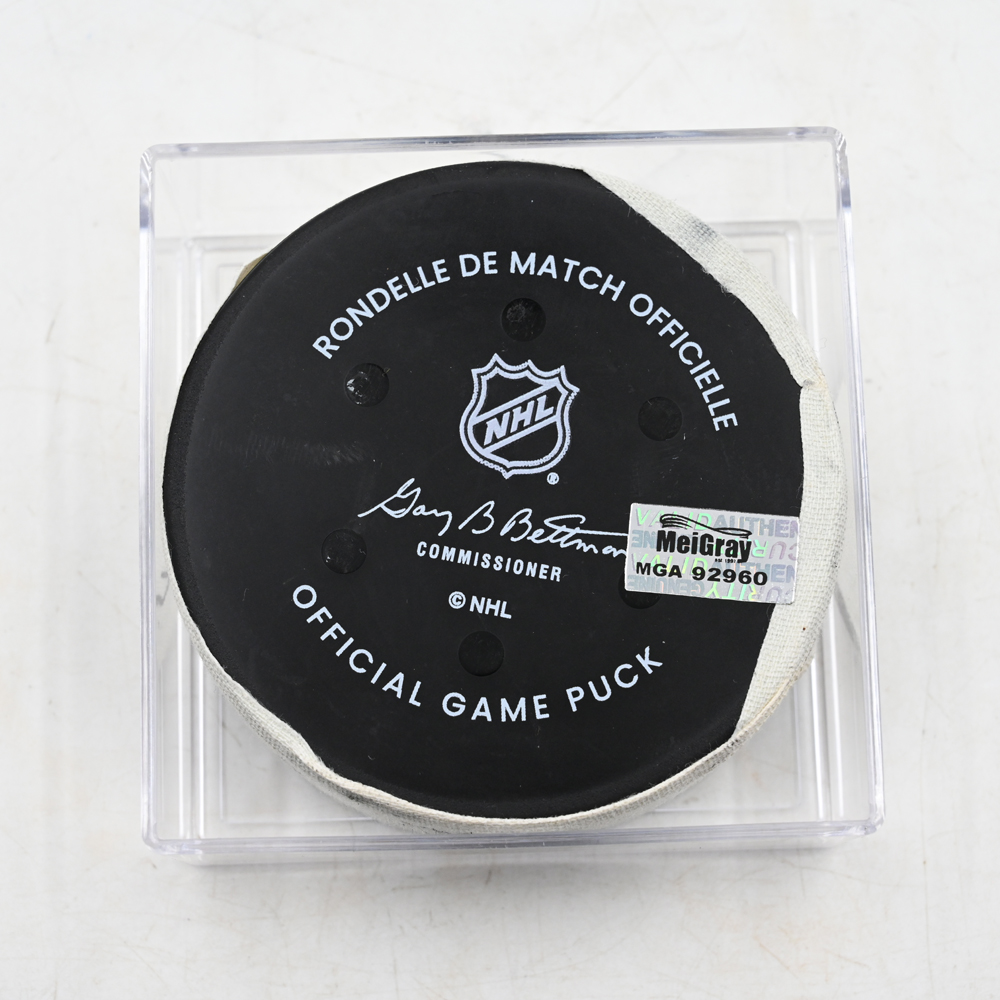 RONDELLE DE MATCH OFFICIELLE
NHL
®
Gary B Bettman
COMMISSIONER
© NHL
OFFICIAL GAME PUCK
MeiGray
MGA 92960